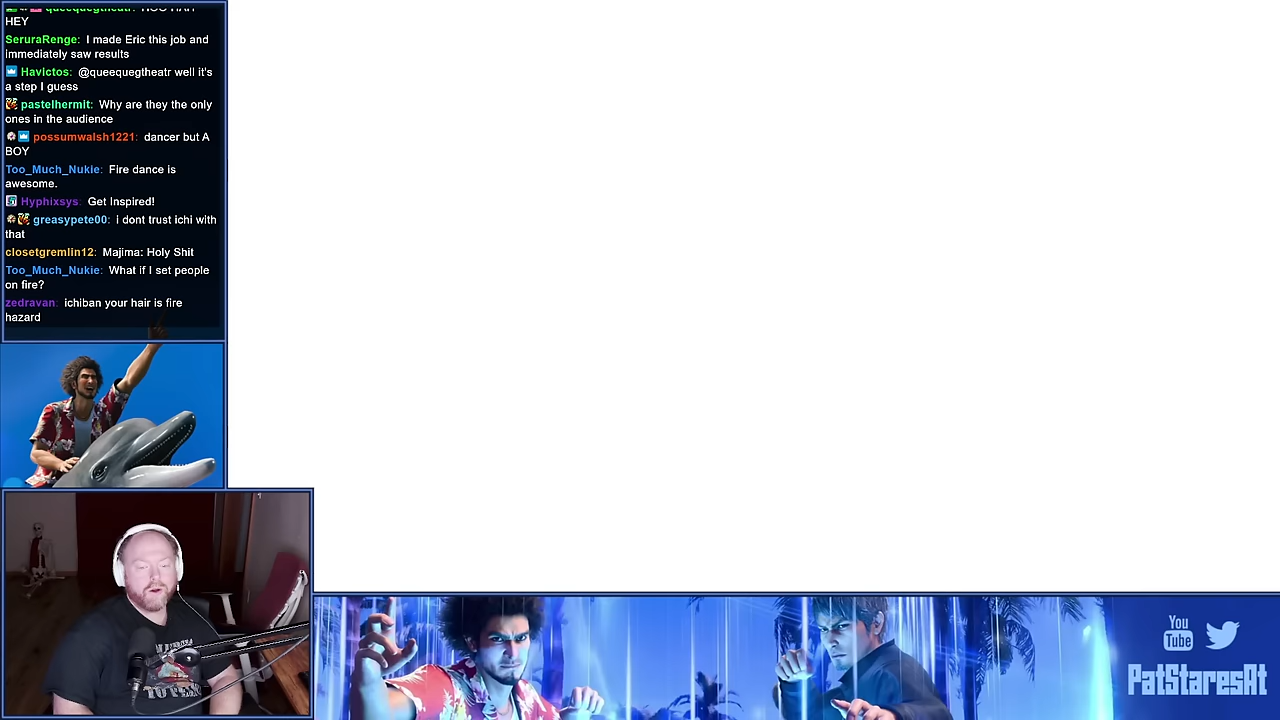 HEY
SeruraRenge: I made Eric this job and
immediately saw results
Havictos: @queequegtheatr well it's
a step I guess
pastelhermit: Why are they the only
ones in the audience
possumwalsh1221: dancer but A
BOY
Too_Much_Nukie: Fire dance is
awesome.
Hyphixsys: Get Inspired!
greasypete00: i dont trust ichi with
that
closetgremlin12: Majima: Holy Shit
Too_Much_Nukie: What if I set people
on fire?
zedravan: ichiban your hair is fire
hazard
You
Tube
PatStaresAt